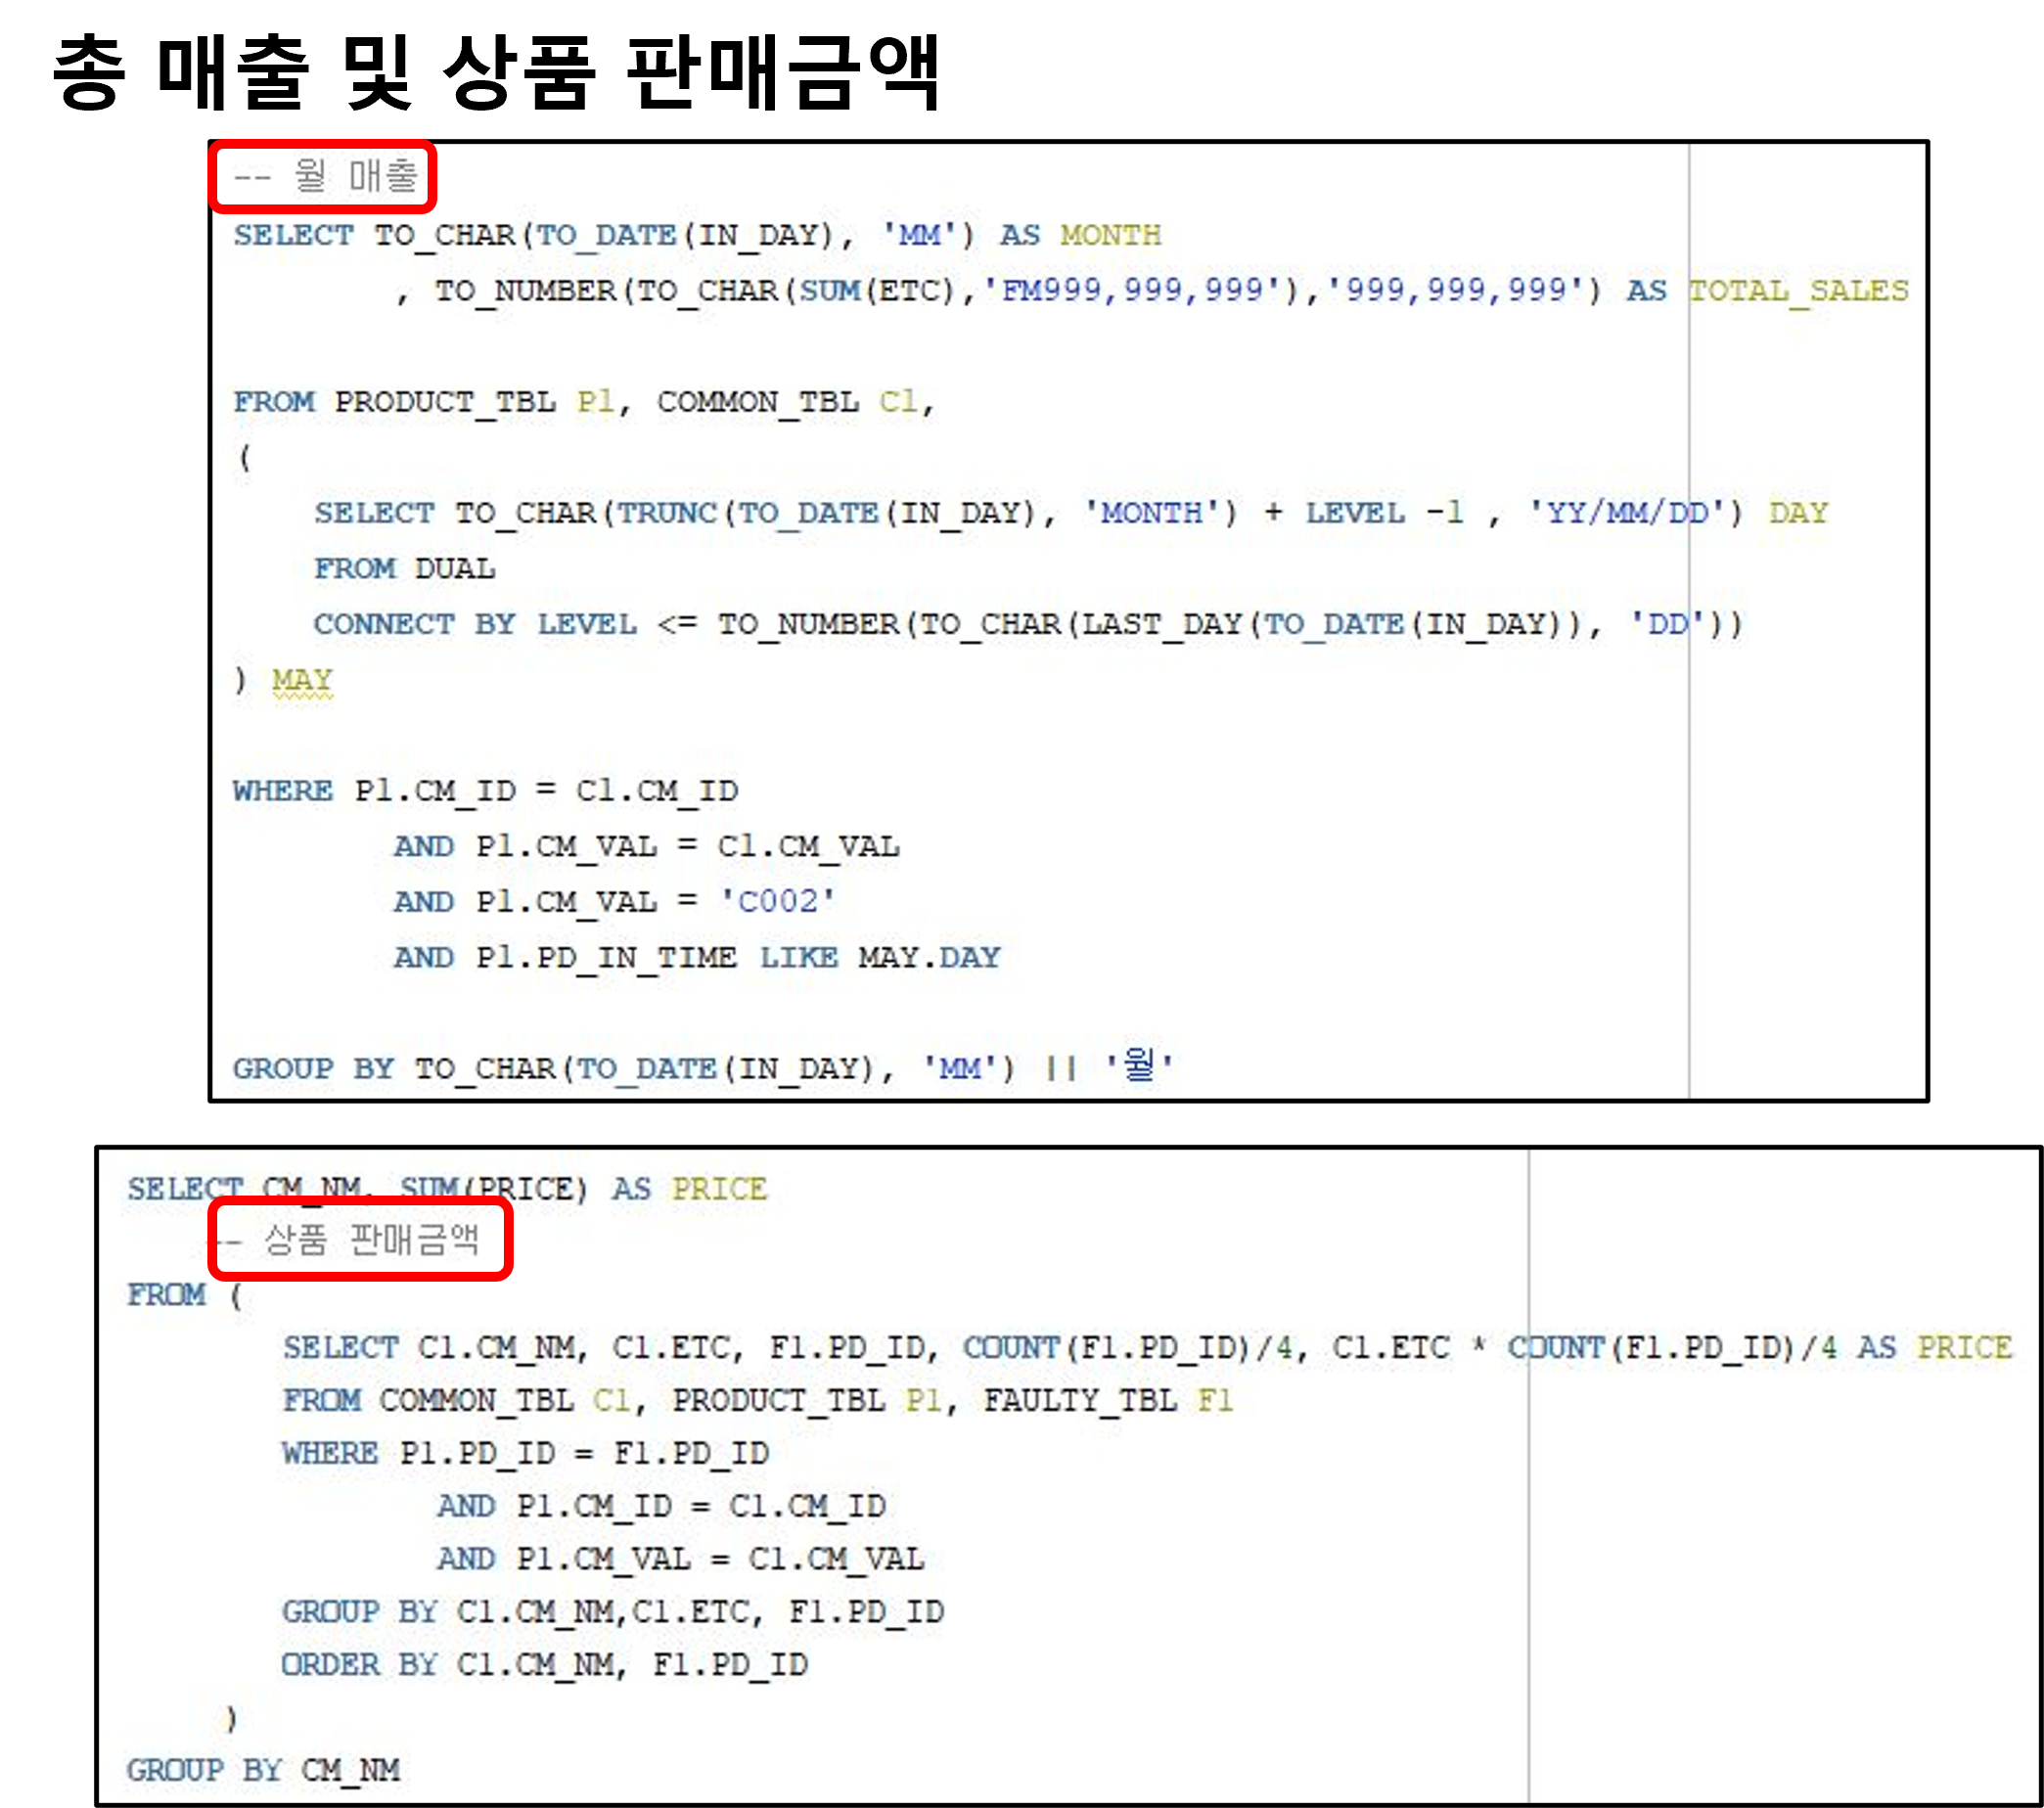 총 매출 및 상품 판매금액
-- 월 매출
SELECT TO_CHAR(TO_DATE(IN_DAY), 'MM') AS MONTH
, TO_NUMBER(TO_CHAR(SUM(ETC),'FM999,999,999'),'999,999,999') AS TOTAL_SALES
FROM PRODUCT_TBL P1, COMMON_TBL C1,
(
SELECT TO_CHAR(TRUNC(TO_DATE(IN_DAY), 'MONTH') + LEVEL -1 , 'YY/MM/DD') DAY
FROM DUAL
CONNECT BY LEVEL <= TO_NUMBER(TO_CHAR(LAST_DAY(TO_DATE(IN_DAY)), 'DD'))
) MAY
WHERE P1.CM_ID = C1.CM_ID
AND P1.CM_VAL = C1.CM_VAL
AND P1.CM_VAL = 'C002'
AND P1.PD_IN_TIME LIKE MAY.DAY
GROUP BY TO_CHAR(TO_DATE(IN_DAY), 'MM') || '월'
SELECT CM_NM, SUM(PRICE) AS PRICE
-- 상품 판매금액
FROM (
SELECT C1.CM_NM, C1.ETC, F1.PD_ID, COUNT(F1.PD_ID)/4, C1.ETC * COUNT(F1.PD_ID)/4 AS PRICE
FROM COMMON_TBL C1, PRODUCT_TBL P1, FAULTY_TBL F1
WHERE P1.PD_ID = F1.PD_ID
AND P1.CM_ID = C1.CM_ID
AND P1.CM_VAL = C1.CM_VAL
GROUP BY C1.CM_NM,C1.ETC, F1.PD_ID
ORDER BY C1.CM_NM, F1.PD_ID
)
GROUP BY CM_NM